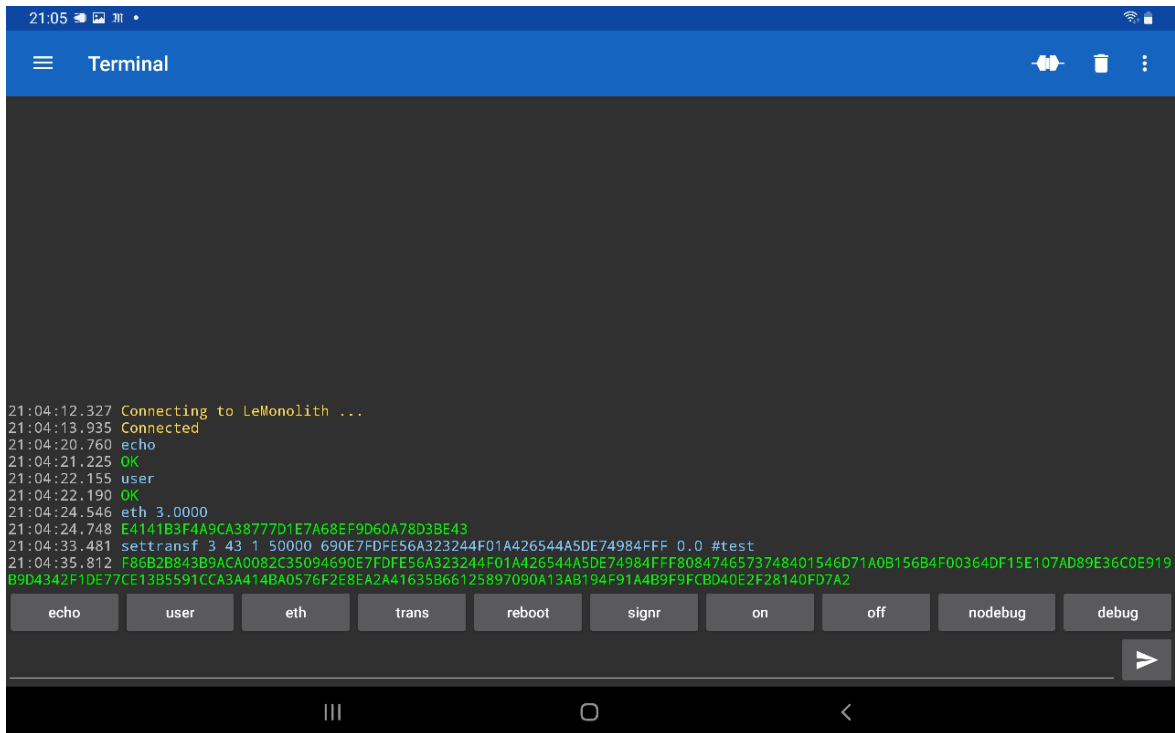 21:05
Terminal
21:04:12.327 Connecting to LeMonolith ...
21:04:13.935 Connected
21:04:20.760 echo
21:04:21.225 OK
21:04:22.155 user
21:04:22.190 OK
21:04:24.546 eth 3.0000
21:04:24.748 E4141B3F4A9CA38777D1E7A68EF9D60A78D3BE43
21:04:33.481 settransf 3 43 1 50000 690E7FDFE56A323244F01A426544A5DE74984FFF 0.0 #test
21:04:35.812 F86B2B843B9ACA0082C35094690E7FDFE56A323244F01A426544A5DE74984FFF8084746573748401546D71A0B156B4F00364DF15E107AD89E36C0E919
B9D4342F1DE77CE13B5591CCA3A414BA0576F2E8EA2A41635B66125897090A13AB194F91A4B9F9FCBD40E2F28140FD7A2
echo user eth trans reboot signr on off nodebug debug